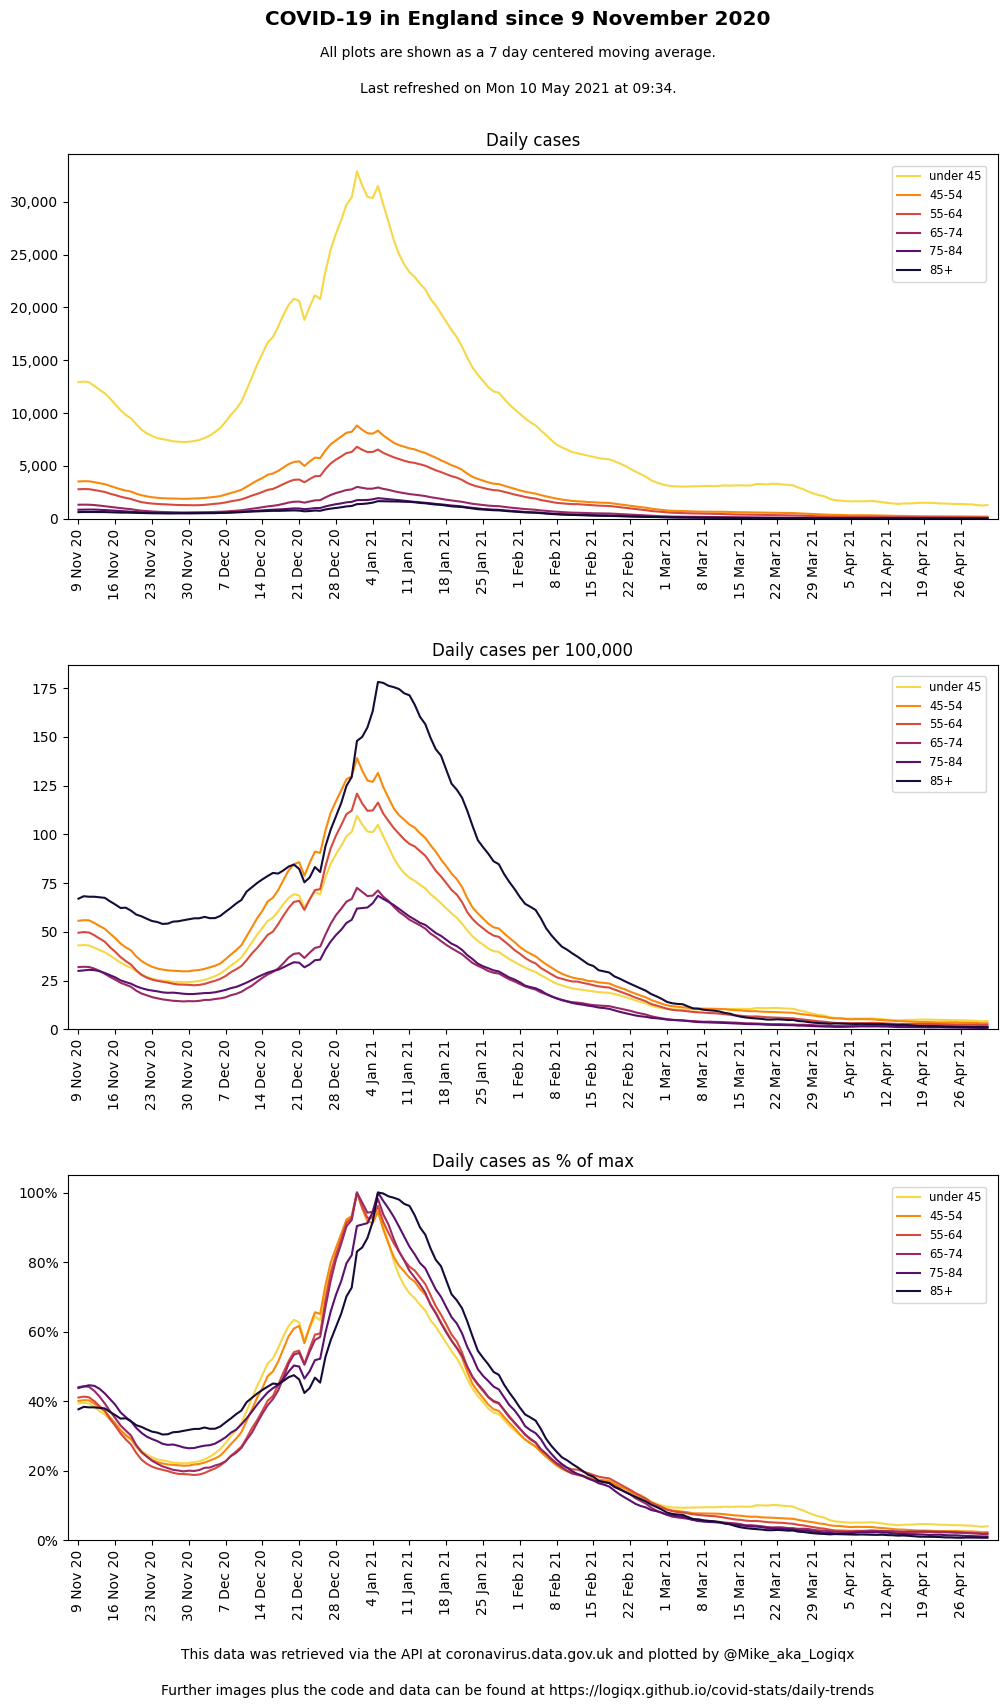 COVID-19 in England since 9 November 2020
All plots are shown as a 7 day centered moving average.
Last refreshed on Mon 10 May 2021 at 09:34.
Daily cases
30,000
25,000
20,000
15,000
10,000
5,000
0
under 45
45-54
55-64
65-74
75-84
85+
9 Nov 20
16 Nov 20
23 Nov 20
30 Nov 20
7 Dec 20
14 Dec 20
21 Dec 20
28 Dec 20
4 Jan 21
11 Jan 21
18 Jan 21
25 Jan 21
1 Feb 21
8 Feb 21
15 Feb 21
22 Feb 21
1 Mar 21
8 Mar 21
15 Mar 21
22 Mar 21
29 Mar 21
5 Apr 21
12 Apr 21
19 Apr 21
26 Apr 21
Daily cases per 100,000
175
150
125
100
75
50
25
0
under 45
45-54
55-64
65-74
75-84
85+
9 Nov 20
16 Nov 20
23 Nov 20
30 Nov 20
7 Dec 20
14 Dec 20
21 Dec 20
28 Dec 20
4 Jan 21
11 Jan 21
18 Jan 21
25 Jan 21
1 Feb 21
8 Feb 21
15 Feb 21
22 Feb 21
1 Mar 21
8 Mar 21
15 Mar 21
22 Mar 21
29 Mar 21
5 Apr 21
12 Apr 21
19 Apr 21
26 Apr 21
Daily cases as % of max
100%
80%
60%
40%
20%
0%
under 45
45-54
55-64
65-74
75-84
85+
9 Nov 20
16 Nov 20
23 Nov 20
30 Nov 20
7 Dec 20
14 Dec 20
21 Dec 20
28 Dec 20
4 Jan 21
11 Jan 21
18 Jan 21
25 Jan 21
1 Feb 21
8 Feb 21
15 Feb 21
22 Feb 21
1 Mar 21
8 Mar 21
15 Mar 21
22 Mar 21
29 Mar 21
5 Apr 21
12 Apr 21
19 Apr 21
26 Apr 21
This data was retrieved via the API at coronavirus.data.gov.uk and plotted by @Mike_aka_Logiqx
Further images plus the code and data can be found at https://logiqx.github.io/covid-stats/daily-trends